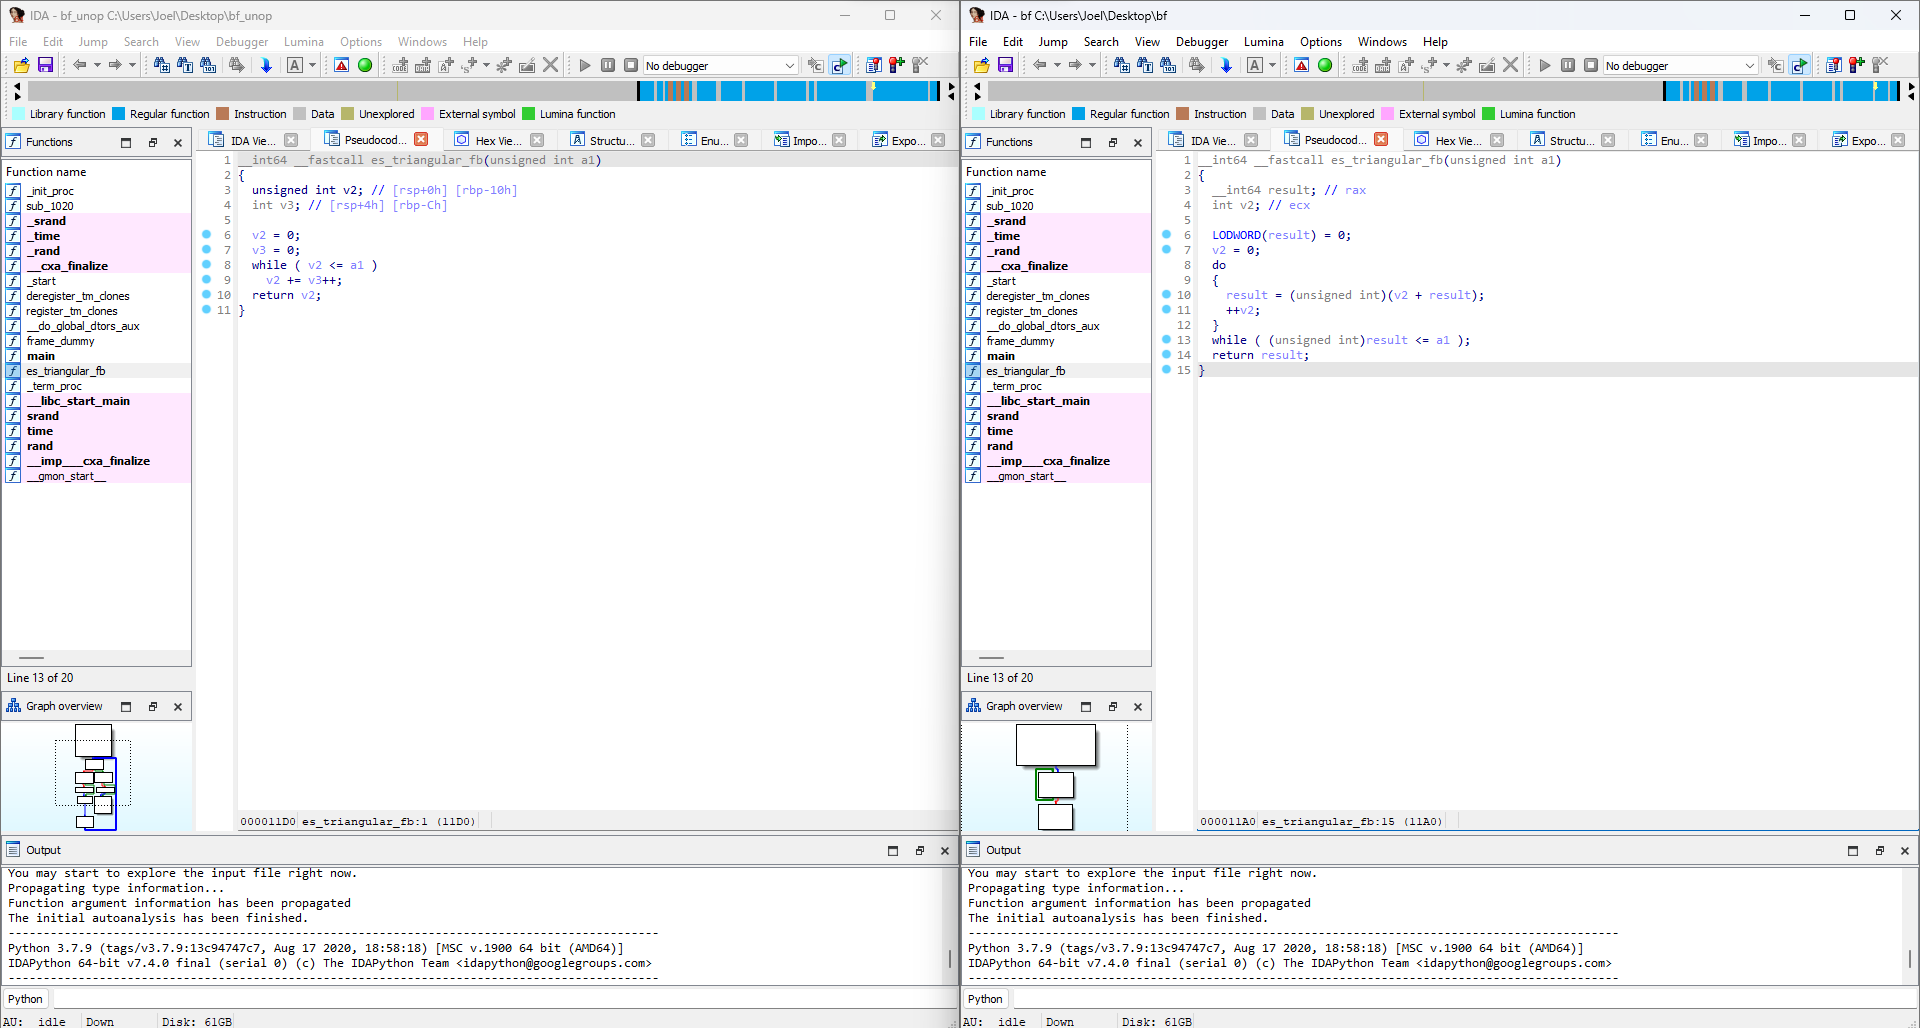 IDA - bf_unop C:\Users\Joel\Desktop\bf_unop
File Edit Jump Search View Debugger Lumina Options Windows Help
No debugger
Library function Regular function Instruction Data Unexplored External symbol Lumina function
Functions
IDA Vie... Pseudocod... Hex Vie... Structu... Enu... Impo... Expo...
Function name
_init_proc
sub_1020
_srand
_time
_rand
__cxa_finalize
_start
deregister_tm_clones
register_tm_clones
__do_global_dtors_aux
frame_dummy
main
es_triangular_fb
_term_proc
__libc_start_main
srand
time
rand
__imp___cxa_finalize
__gmon_start__
Line 13 of 20
Graph overview
1 __int64 __fastcall es_triangular_fb(unsigned int a1)
2 {
3 unsigned int v2; // [rsp+0h] [rbp-10h]
4 int v3; // [rsp+4h] [rbp-Ch]
5
6 v2 = 0;
7 v3 = 0;
8 while ( v2 <= a1 )
9 v2 += v3++;
10 return v2;
11 }
000011D0 es_triangular_fb:1 (11D0)
Output
You may start to explore the input file right now.
Propagating type information...
Function argument information has been propagated
The initial autoanalysis has been finished.
Python 3.7.9 (tags/v3.7.9:13c94747c7, Aug 17 2020, 18:58:18) [MSC v.1900 64 bit (AMD64)]
IDAPython 64-bit v7.4.0 final (serial 0) (c) The IDAPython Team <idapython@googlegroups.com>
Python
AU: idle Down Disk: 61GB
IDA - bf C:\Users\Joel\Desktop\bf
File Edit Jump Search View Debugger Lumina Options Windows Help
No debugger
Library function Regular function Instruction Data Unexplored External symbol Lumina function
Functions
IDA Vie... Pseudocod... Hex Vie... Structu... Enu... Impo... Expo...
Function name
_init_proc
sub_1020
_srand
_time
_rand
__cxa_finalize
_start
deregister_tm_clones
register_tm_clones
__do_global_dtors_aux
frame_dummy
main
es_triangular_fb
_term_proc
__libc_start_main
srand
time
rand
__imp___cxa_finalize
__gmon_start__
Line 13 of 20
Graph overview
1 __int64 __fastcall es_triangular_fb(unsigned int a1)
2 {
3 __int64 result; // rax
4 int v2; // ecx
5
6 LODWORD(result) = 0;
7 v2 = 0;
8 do
9 {
10 result = (unsigned int)(v2 + result);
11 ++v2;
12 }
13 while ( (unsigned int)result <= a1 );
14 return result;
15 }
000011A0 es_triangular_fb:15 (11A0)
Output
You may start to explore the input file right now.
Propagating type information...
Function argument information has been propagated
The initial autoanalysis has been finished.
Python 3.7.9 (tags/v3.7.9:13c94747c7, Aug 17 2020, 18:58:18) [MSC v.1900 64 bit (AMD64)]
IDAPython 64-bit v7.4.0 final (serial 0) (c) The IDAPython Team <idapython@googlegroups.com>
Python
AU: idle Down Disk: 61GB